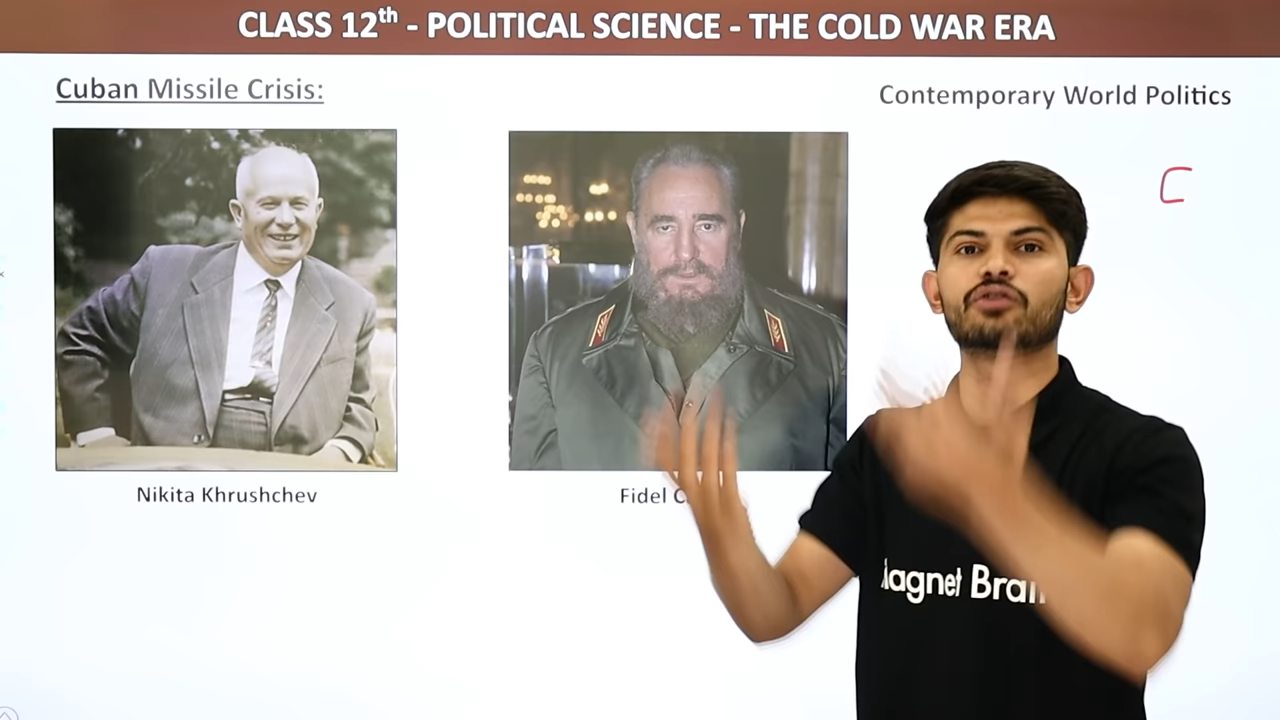 CLASS 12th - POLITICAL SCIENCE - THE COLD WAR ERA
Cuban Missile Crisis:
Contemporary World Politics
C
Nikita Khrushchev
Fidel C
agnet Brai